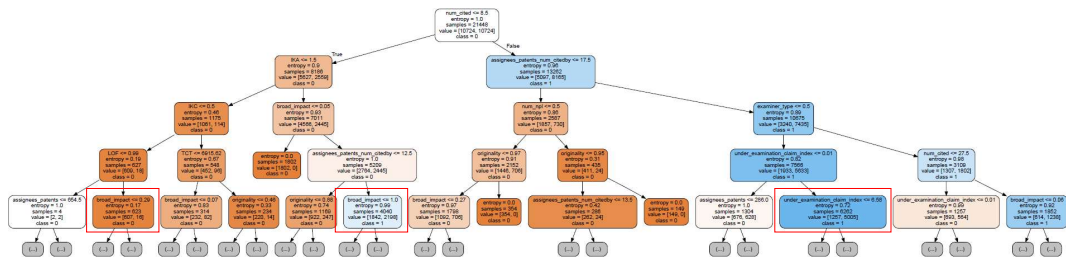 num_cited <= 6.5
entropy = 1.0
samples = 21448
value = [10724, 10724]
class = 0
True
False
IKA <= 1.5
entropy = 0.9
samples = 8186
value = [5627, 2559]
class = 0
assignees_patents_num_citedby <= 17.5
entropy = 0.96
samples = 13262
value = [5097, 8165]
class = 1
IKC <= 0.5
entropy = 0.46
samples = 1175
value = [1061, 114]
class = 0
broad_impact <= 0.05
entropy = 0.93
samples = 7011
value = [4566, 2445]
class = 0
num_npl <= 0.5
entropy = 0.86
samples = 2587
value = [1857, 730]
class = 0
examiner_type <= 0.5
entropy = 0.89
samples = 10675
value = [3240, 7435]
class = 1
LOF <= 0.99
entropy = 0.19
samples = 627
value = [609, 18]
class = 0
TCT <= 6915.62
entropy = 0.67
samples = 548
value = [452, 96]
class = 0
entropy = 0.0
samples = 1802
value = [1802, 0]
class = 0
assignees_patents_num_citedby <= 12.5
entropy = 1.0
samples = 5209
value = [2764, 2445]
class = 0
originality <= 0.97
entropy = 0.91
samples = 2152
value = [1446, 706]
class = 0
originality <= 0.95
entropy = 0.31
samples = 435
value = [411, 24]
class = 0
under_examination_claim_index <= 0.01
entropy = 0.82
samples = 7566
value = [1933, 5633]
class = 1
num_cited <= 27.5
entropy = 0.98
samples = 3109
value = [1307, 1802]
class = 1
assignees_patents <= 654.5
entropy = 1.0
samples = 4
value = [2, 2]
class = 0
broad_impact <= 0.29
entropy = 0.17
samples = 623
value = [607, 16]
class = 0
broad_impact <= 0.07
entropy = 0.83
samples = 314
value = [232, 82]
class = 0
originality <= 0.46
entropy = 0.33
samples = 234
value = [220, 14]
class = 0
originality <= 0.88
entropy = 0.74
samples = 1169
value = [922, 247]
class = 0
broad_impact <= 1.0
entropy = 0.99
samples = 4040
value = [1842, 2198]
class = 1
broad_impact <= 0.27
entropy = 0.97
samples = 1798
value = [1092, 706]
class = 0
entropy = 0.0
samples = 354
value = [354, 0]
class = 0
assignees_patents_num_citedby <= 13.5
entropy = 0.42
samples = 286
value = [262, 24]
class = 0
entropy = 0.0
samples = 149
value = [149, 0]
class = 0
assignees_patents <= 286.0
entropy = 1.0
samples = 1304
value = [676, 628]
class = 0
under_examination_claim_index <= 6.58
entropy = 0.72
samples = 6262
value = [1257, 5005]
class = 1
under_examination_claim_index <= 0.01
entropy = 0.99
samples = 1257
value = [693, 564]
class = 0
broad_impact <= 0.06
entropy = 0.92
samples = 1852
value = [614, 1238]
class = 1
(...) (...) (...) (...) (...) (...) (...) (...) (...) (...) (...) (...) (...) (...) (...) (...) (...) (...) (...) (...) (...) (...) (...) (...)